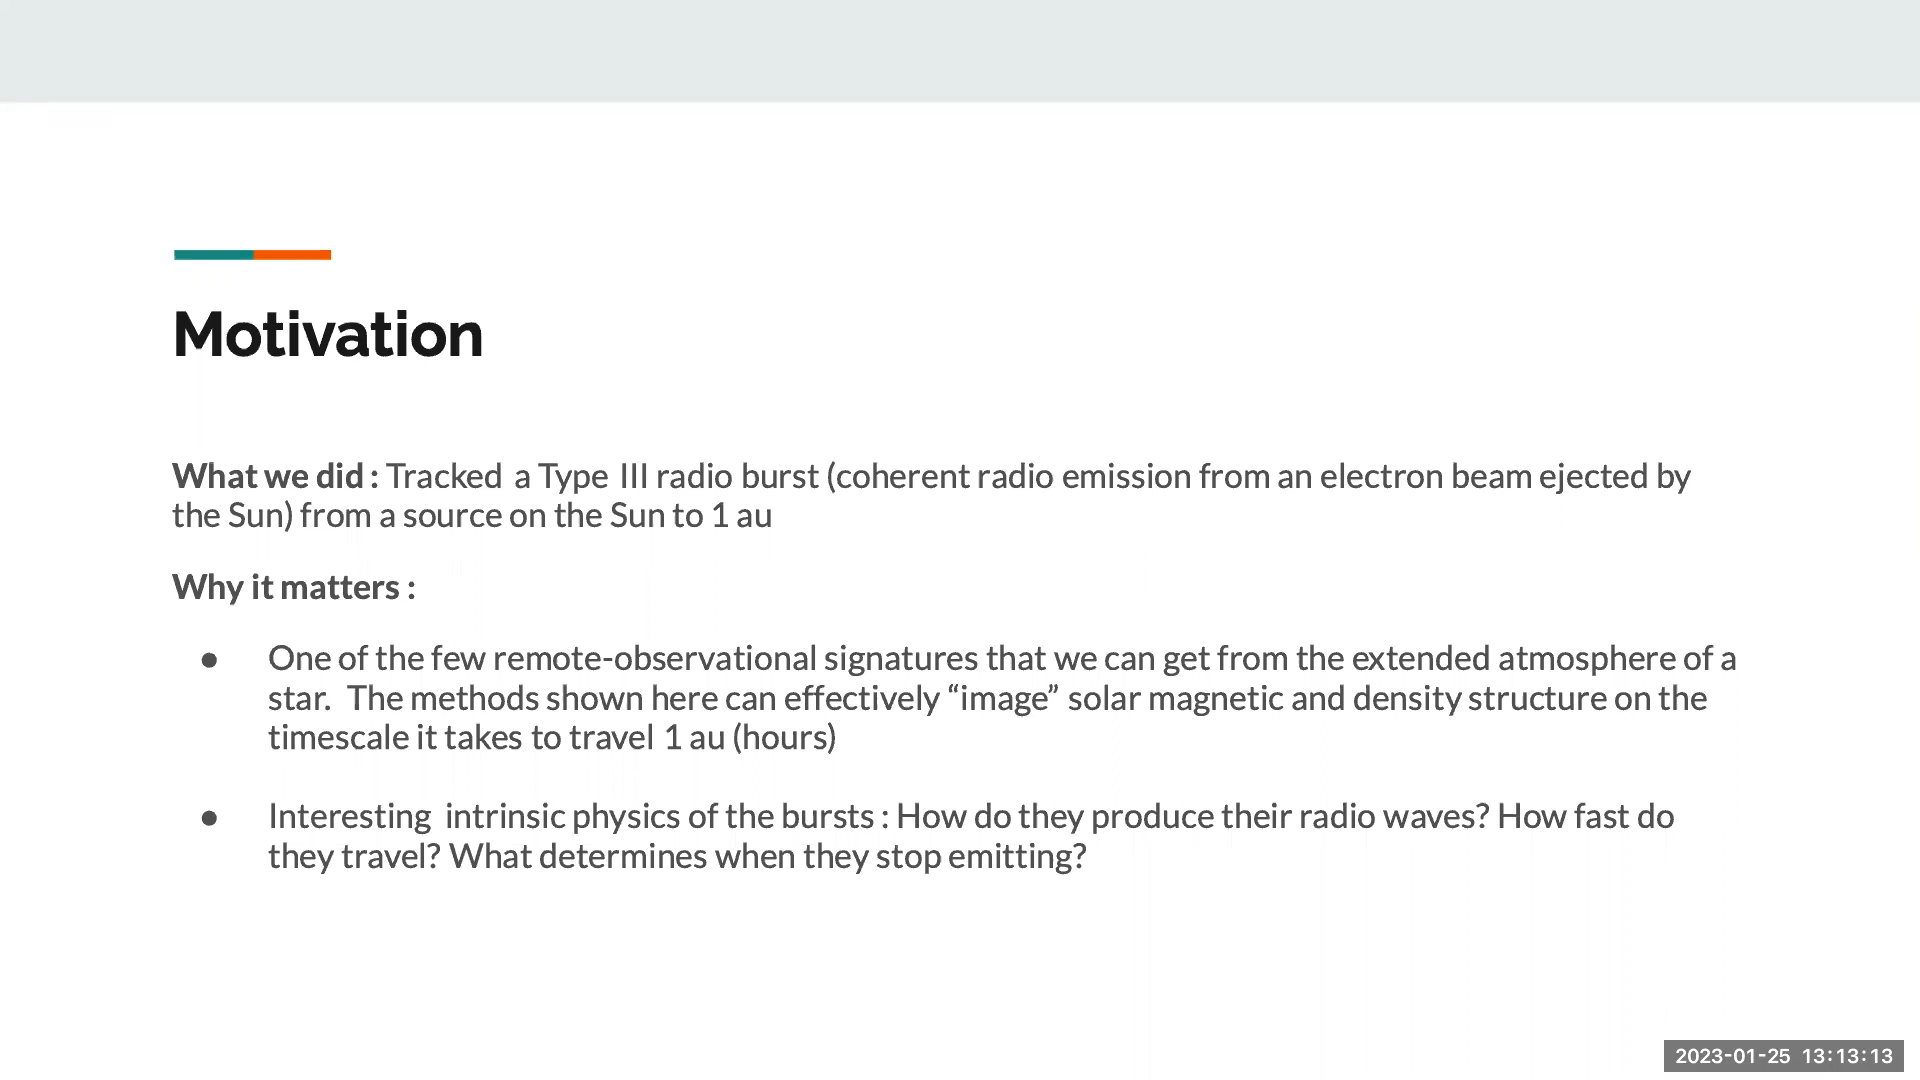 Motivation
What we did : Tracked a Type III radio burst (coherent radio emission from an electron beam ejected by
the Sun) from a source on the Sun to 1 au
Why it matters :
● One of the few remote-observational signatures that we can get from the extended atmosphere of a
star. The methods shown here can effectively “image” solar magnetic and density structure on the
timescale it takes to travel 1 au (hours)
● Interesting intrinsic physics of the bursts : How do they produce their radio waves? How fast do
they travel? What determines when they stop emitting?
2023-01-25 13:13:13